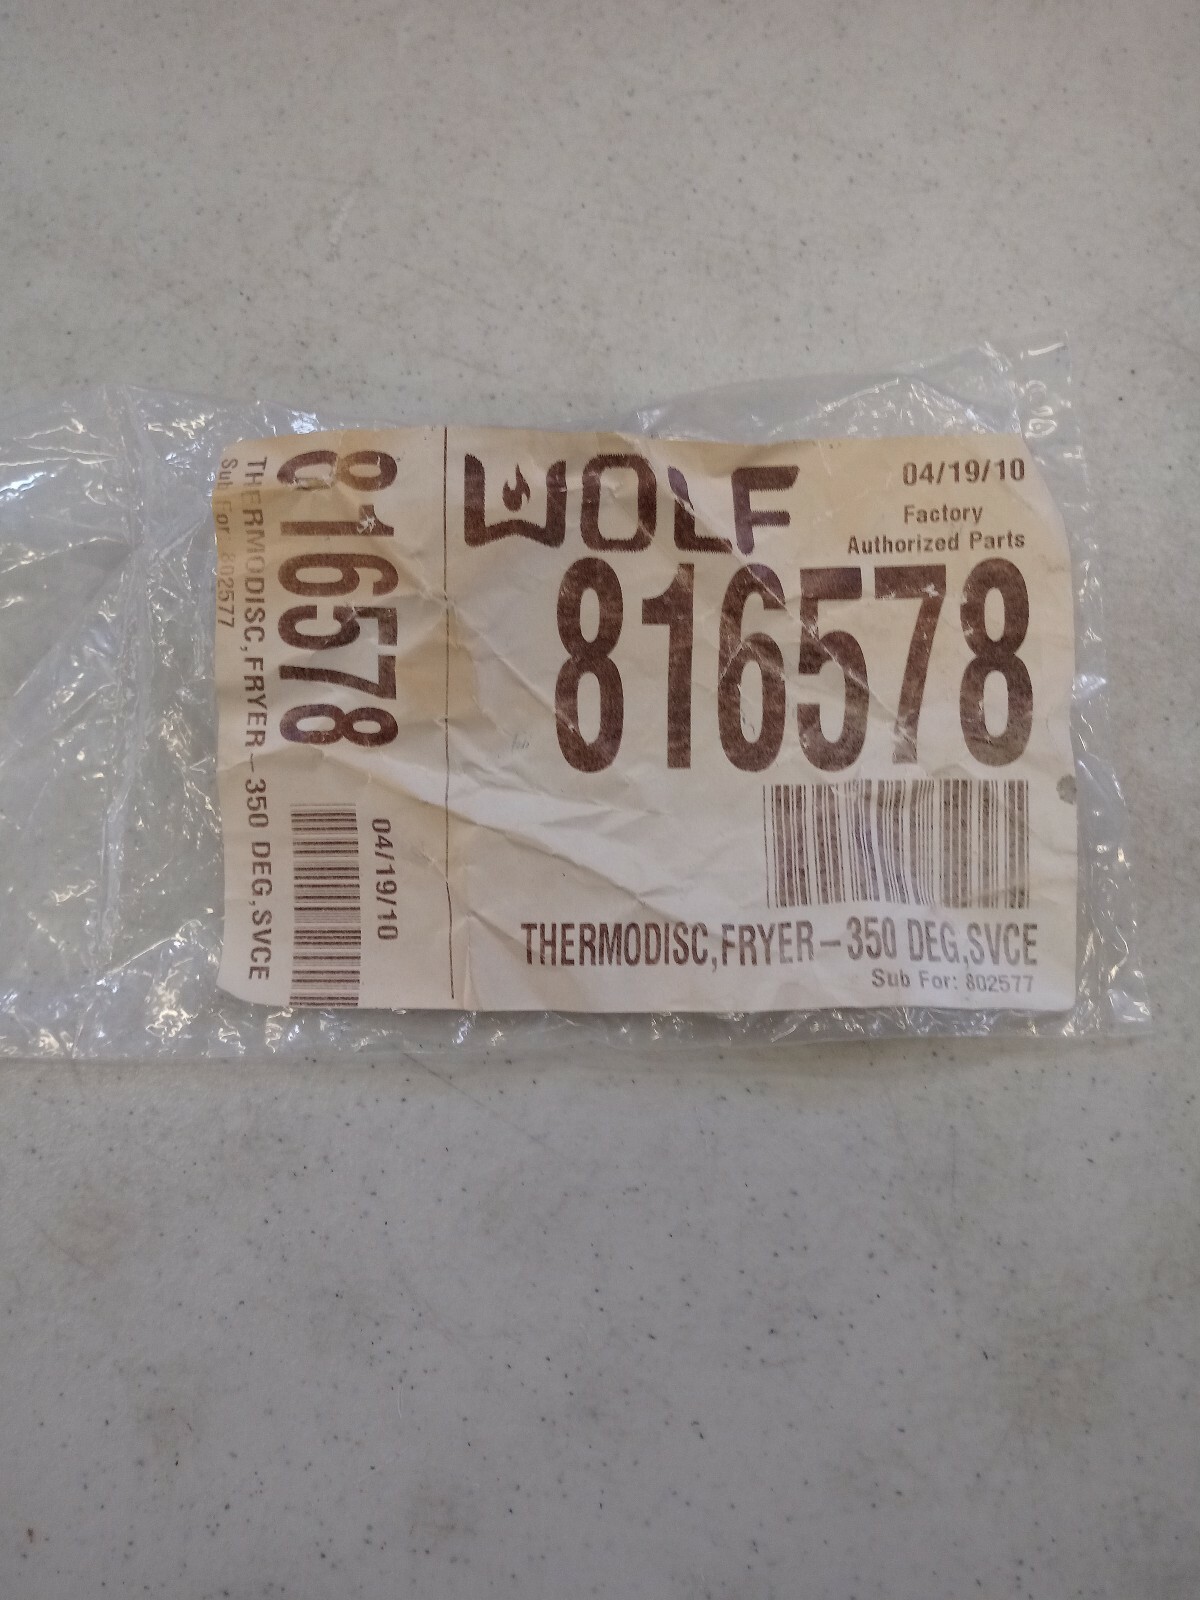 WOLF
04/19/10
Factory
Authorized Parts
816578
THERMODISC,FRYER–350 DEG,SVCE
Sub For: 802577
816578
04/19/10
THERMODISC,FRYER–350 DEG,SVCE
Sub For: 802577